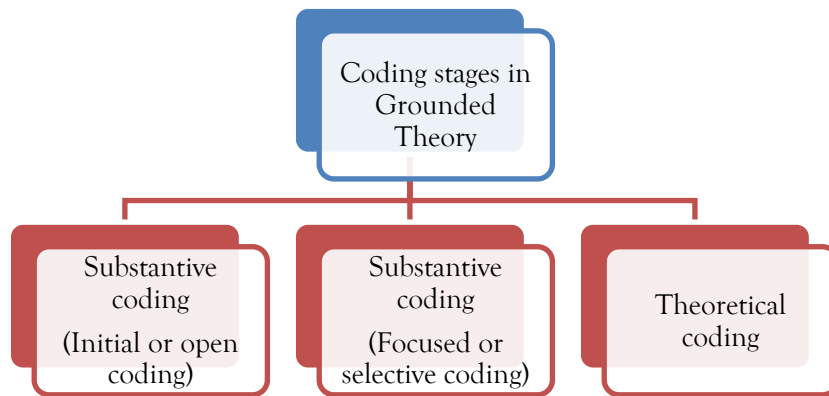 Coding stages in
Grounded
Theory
Substantive
coding
(Initial or open
coding)
Substantive
coding
(Focused or
selective coding)
Theoretical
coding